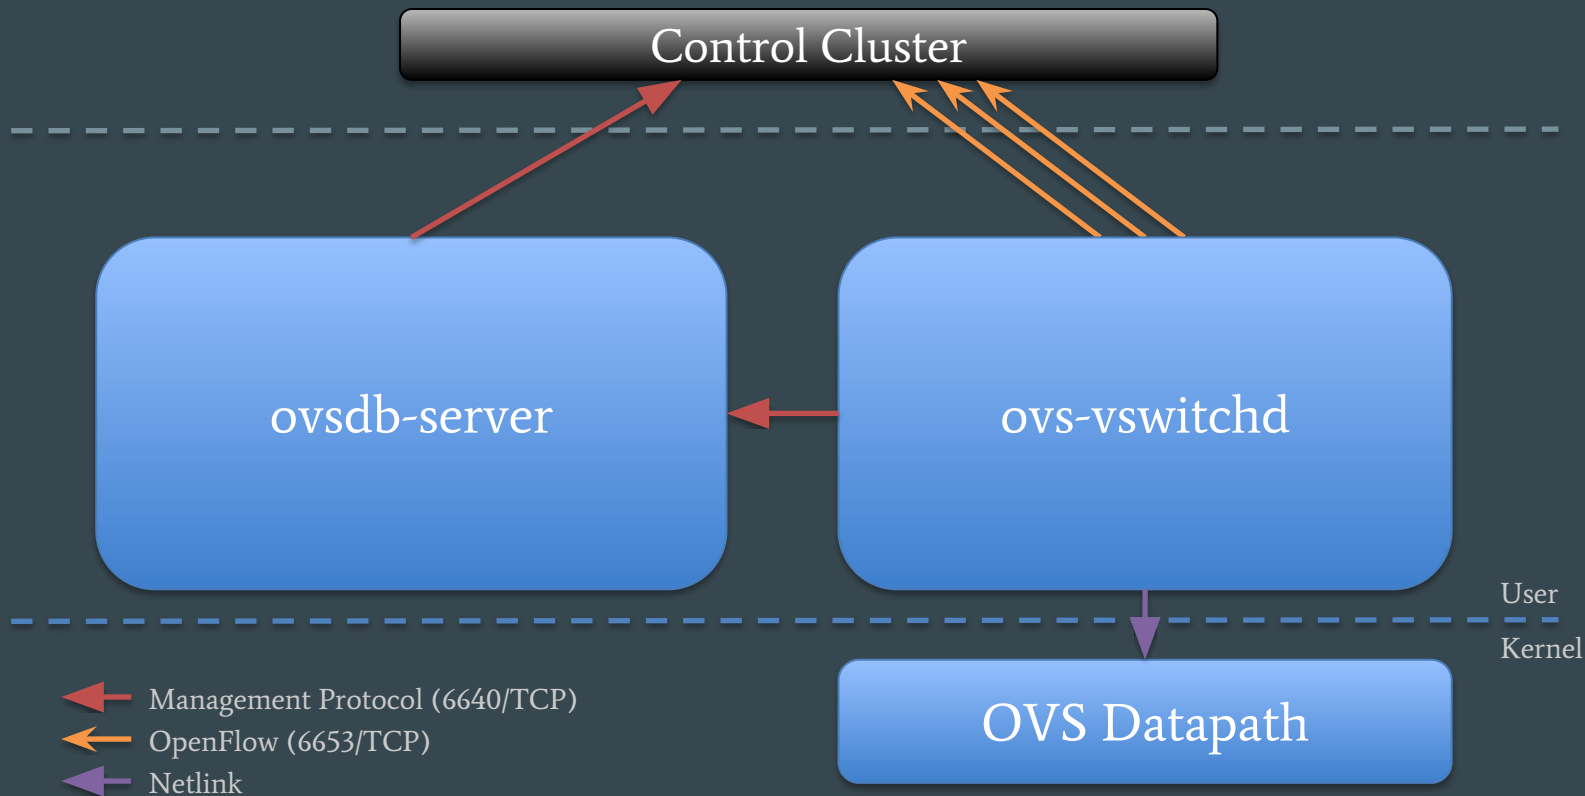 Control Cluster
ovsdb-server
ovs-vswitchd
User
Kernel
Management Protocol (6640/TCP)
OpenFlow (6653/TCP)
Netlink
OVS Datapath